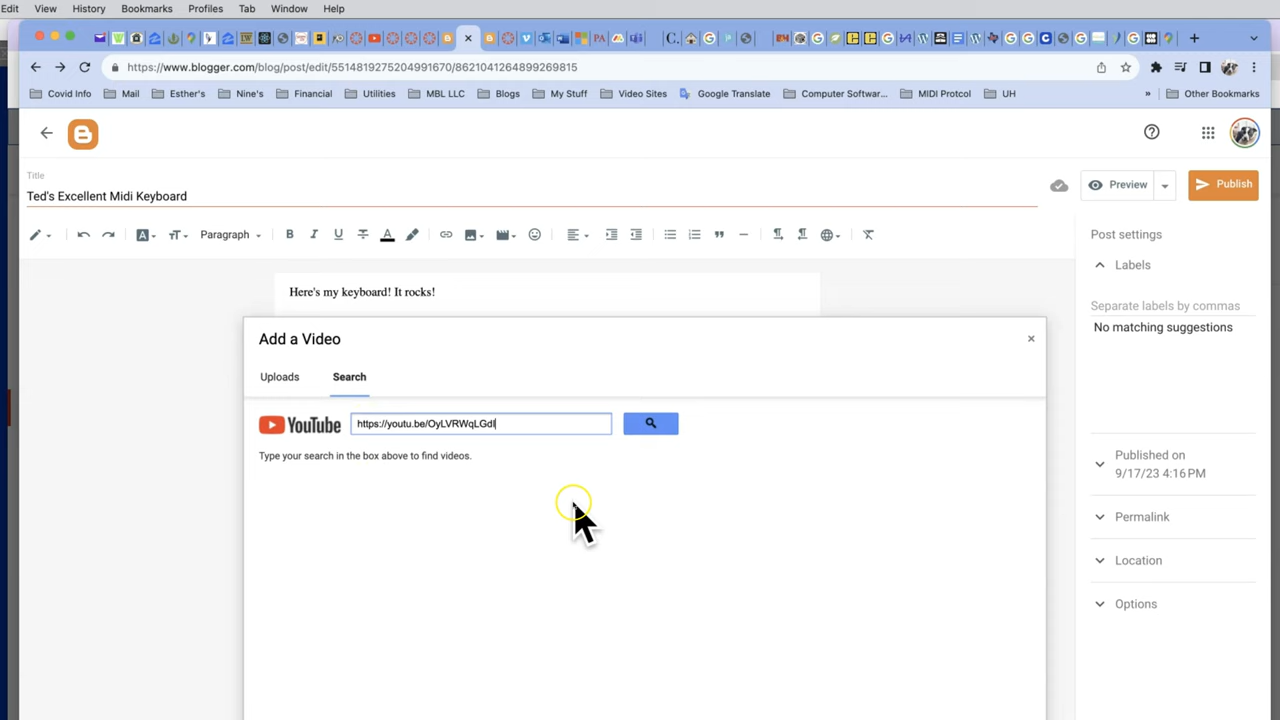 Edit View History Bookmarks Profiles Tab Window Help
https://www.blogger.com/blog/post/edit/5514819275204991670/8621041264899269815
Covid Info Mail Esther's Nine's Financial Utilities MBL LLC Blogs My Stuff Video Sites Google Translate Computer Softwar... MIDI Protcol UH » Other Bookmarks
Title
Ted's Excellent Midi Keyboard
Preview
Publish
Paragraph
Post settings
Labels
Separate labels by commas
No matching suggestions
Here's my keyboard! It rocks!
Add a Video
Uploads Search
YouTube https://youtu.be/OyLVRWqLGdI
Type your search in the box above to find videos.
Published on
9/17/23 4:16 PM
Permalink
Location
Options